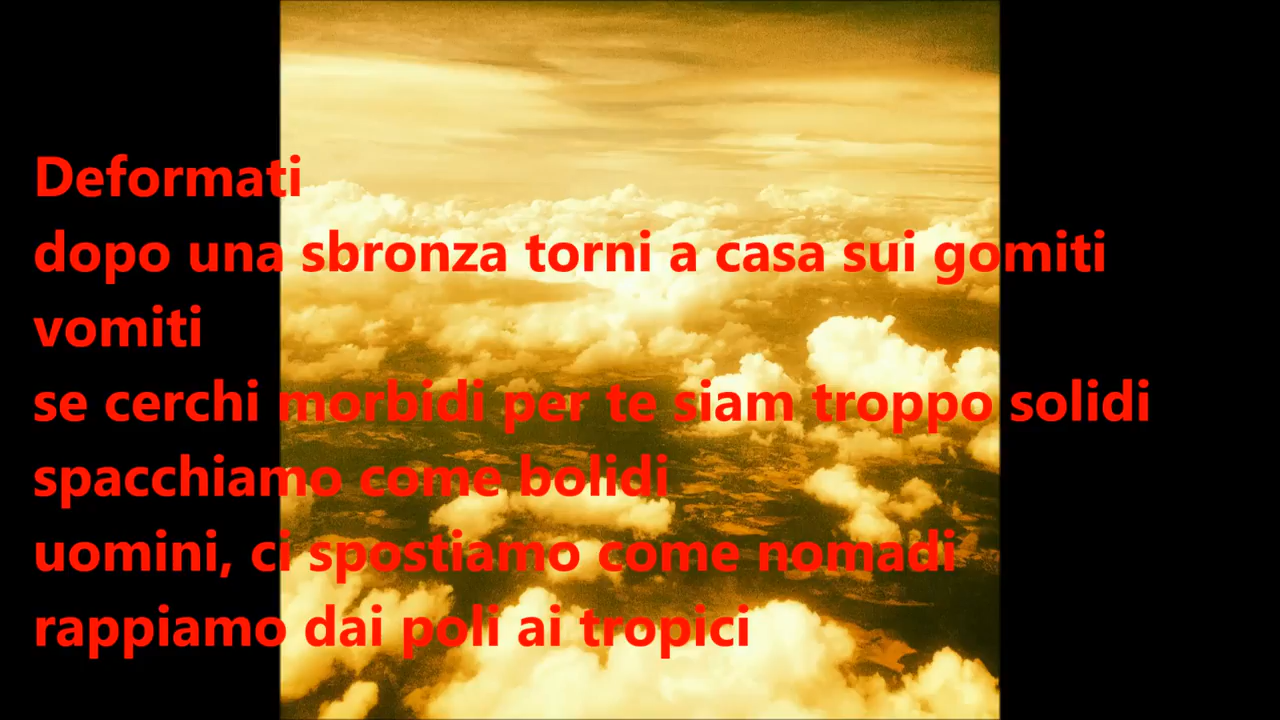 Deformati
dopo una sbronza torni a casa sui gomiti
vomiti
se cerchi morbidi per te siam troppo solidi
spacchiamo come bolidi
uomini, ci spostiamo come nomadi
rappiamo dai poli ai tropici